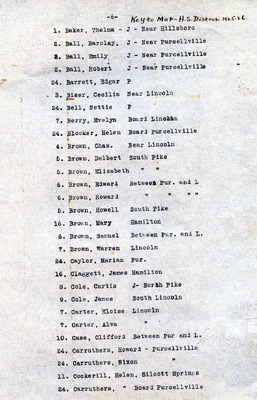 -6- Key to Map - H.S. District 1925-26.
1. Baker, Thelma - J - Near Hillsboro
2. Ball, Barclay, J - Near Purcellville
2. Ball, Emily J - Near Purcellville
2. Ball, Robert J - Near Purcellville
24. Barrett, Edgar P
3. Biser, Cecilia Near Lincoln
24. Bell, Nettie P
7. Berry, Evelyn Board Lincoln
24. Blocker, Helen Board Purcellville
4. Brown, Chas. Near Lincoln
5. Brown, Delbert South Pike
5. Brown, Elizabeth " "
6. Brown, Edward Between Pur. and L
6. Brown, Howard " " "
5. Brown, Howell South Pike
16. Brown, Mary Hamilton
6. Brown, Samuel Between Pur. and L.
7. Brown, Warren Lincoln
24. Caylor, Marian Pur.
16. Claggett, James Hamilton
8. Cole, Curtis J- North Pike
9. Cole, James South Lincoln
7. Carter, Eloise Lincoln
7. Carter, Alva "
10. Case, Clifford Between Pur and L.
24. Carruthers, Howard - Purcellville
24. Carruthers, Nixon "
11. Cockerill, Helen, Silcott Springs
24. Carruthers, " Board Purcellville